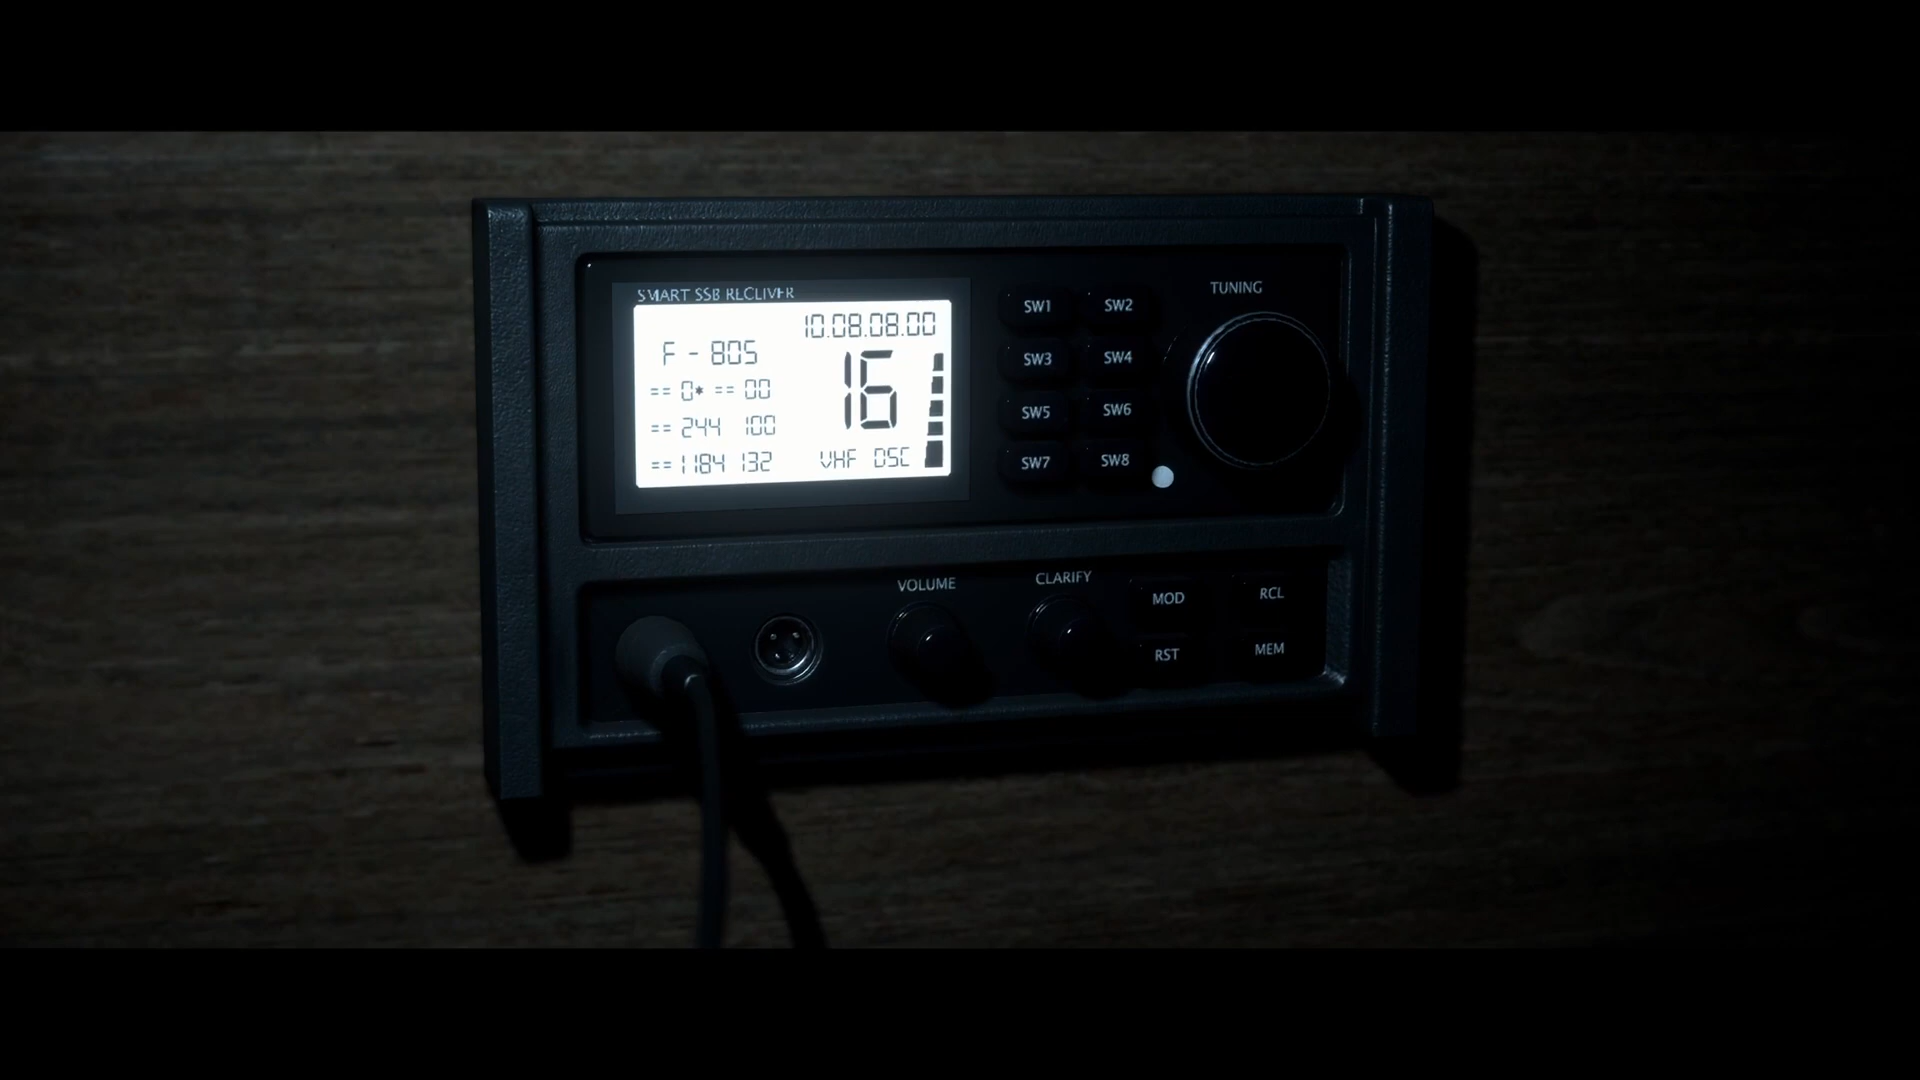 SMART SSB RECEIVER
10.08.08.00
F - 805
16
== 0* == 00
== 244 100
== 1184 132
VHF DSC
SW1 SW2
SW3 SW4
SW5 SW6
SW7 SW8
TUNING
VOLUME
CLARIFY
MOD RCL
RST MEM